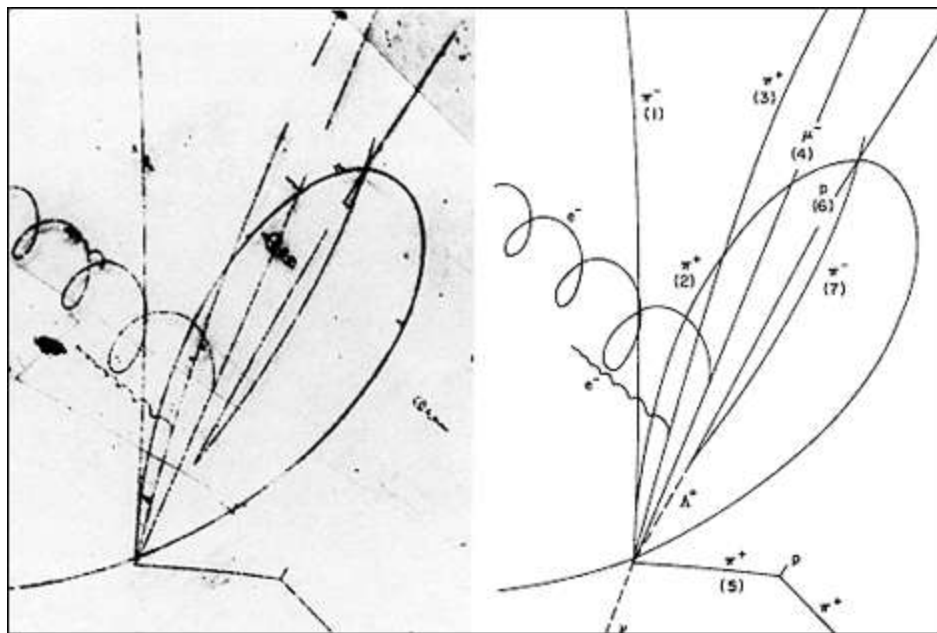 π⁻
(1)
π⁺
(3)
μ⁻
(4)
p
(6)
e⁻
π⁺
(2)
π⁻
(7)
e⁻
Λ°
π⁺
(5)
p
π⁺
ν